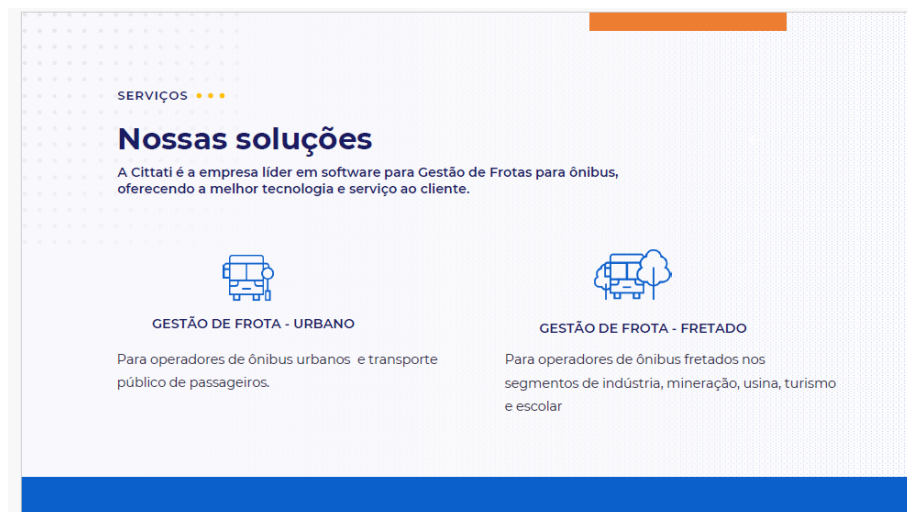 SERVIÇOS
Nossas soluções
A Cittati é a empresa líder em software para Gestão de Frotas para ônibus,
oferecendo a melhor tecnologia e serviço ao cliente.
GESTÃO DE FROTA - URBANO
Para operadores de ônibus urbanos e transporte
público de passageiros.
GESTÃO DE FROTA - FRETADO
Para operadores de ônibus fretados nos
segmentos de indústria, mineração, usina, turismo
e escolar